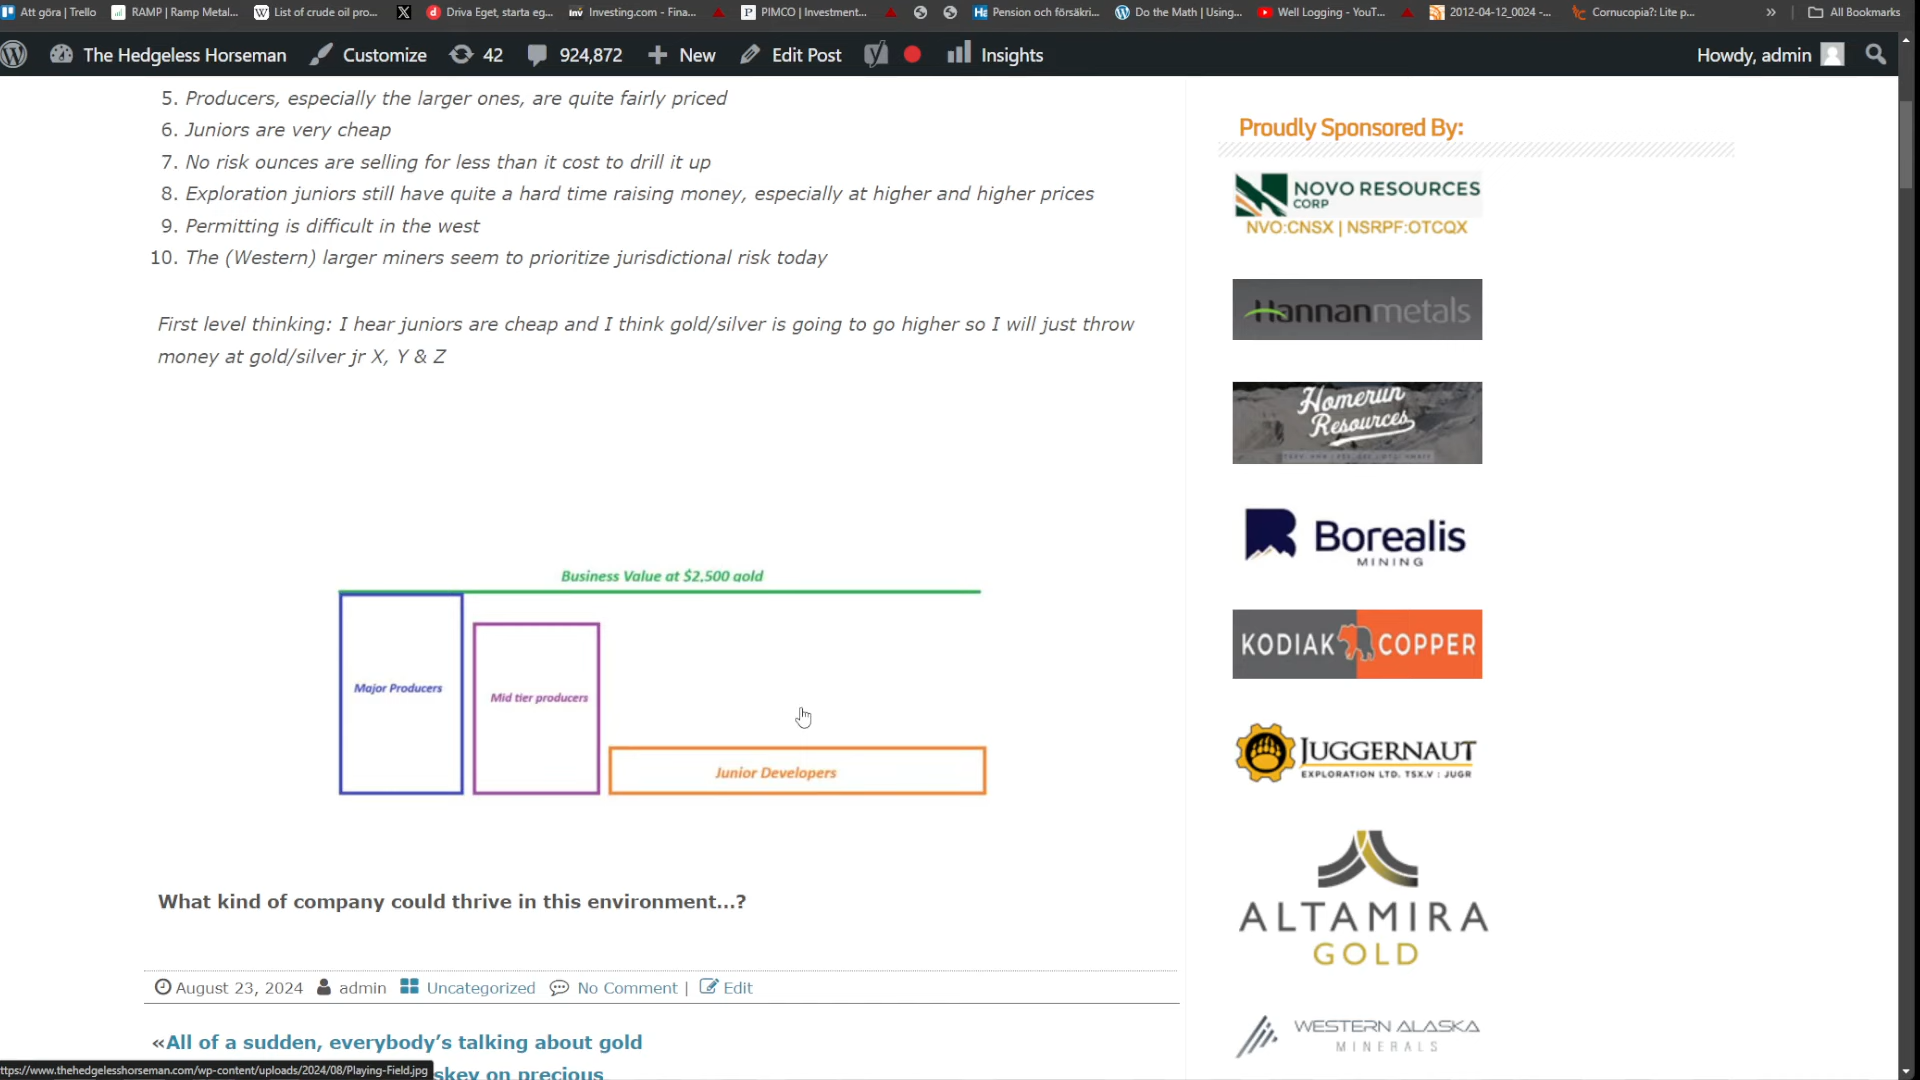 Att göra | Trello
RAMP | Ramp Metal...
List of crude oil pro...
Driva Eget, starta eg...
Investing.com - Fina...
PIMCO | Investment...
Pension och försäkri...
Do the Math | Using...
Well Logging - YouT...
2012-04-12_0024 -...
Cornucopia?: Lite p...
All Bookmarks
The Hedgeless Horseman
Customize
42
924,872
New
Edit Post
Insights
Howdy, admin
5. Producers, especially the larger ones, are quite fairly priced
6. Juniors are very cheap
7. No risk ounces are selling for less than it cost to drill it up
8. Exploration juniors still have quite a hard time raising money, especially at higher and higher prices
9. Permitting is difficult in the west
10. The (Western) larger miners seem to prioritize jurisdictional risk today
First level thinking: I hear juniors are cheap and I think gold/silver is going to go higher so I will just throw
money at gold/silver jr X, Y & Z
Business Value at $2,500 gold
Major Producers
Mid tier producers
Junior Developers
What kind of company could thrive in this environment...?
August 23, 2024 admin Uncategorized No Comment | Edit
«All of a sudden, everybody's talking about gold
skey on precious
ttps://www.thehedgelesshorseman.com/wp-content/uploads/2024/08/Playing-Field.jpg
Proudly Sponsored By:
NOVO RESOURCES
CORP
NVO:CNSX | NSRPF:OTCQX
Hannanmetals
Homerun
Resources
Borealis
MINING
KODIAK COPPER
JUGGERNAUT
EXPLORATION LTD. TSX.V : JUGR
ALTAMIRA
GOLD
WESTERN ALASKA
MINERALS